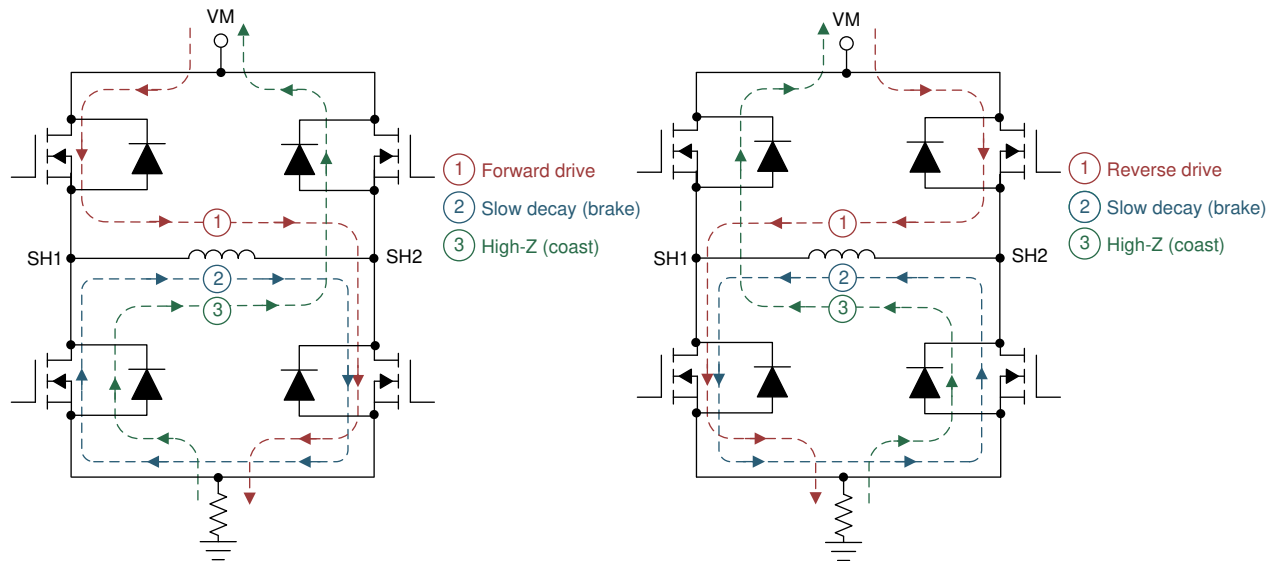 VM
1 Forward drive
2 Slow decay (brake)
3 High-Z (coast)
1
SH1
SH2
2
3
VM
1 Reverse drive
2 Slow decay (brake)
3 High-Z (coast)
1
SH1
SH2
2
3